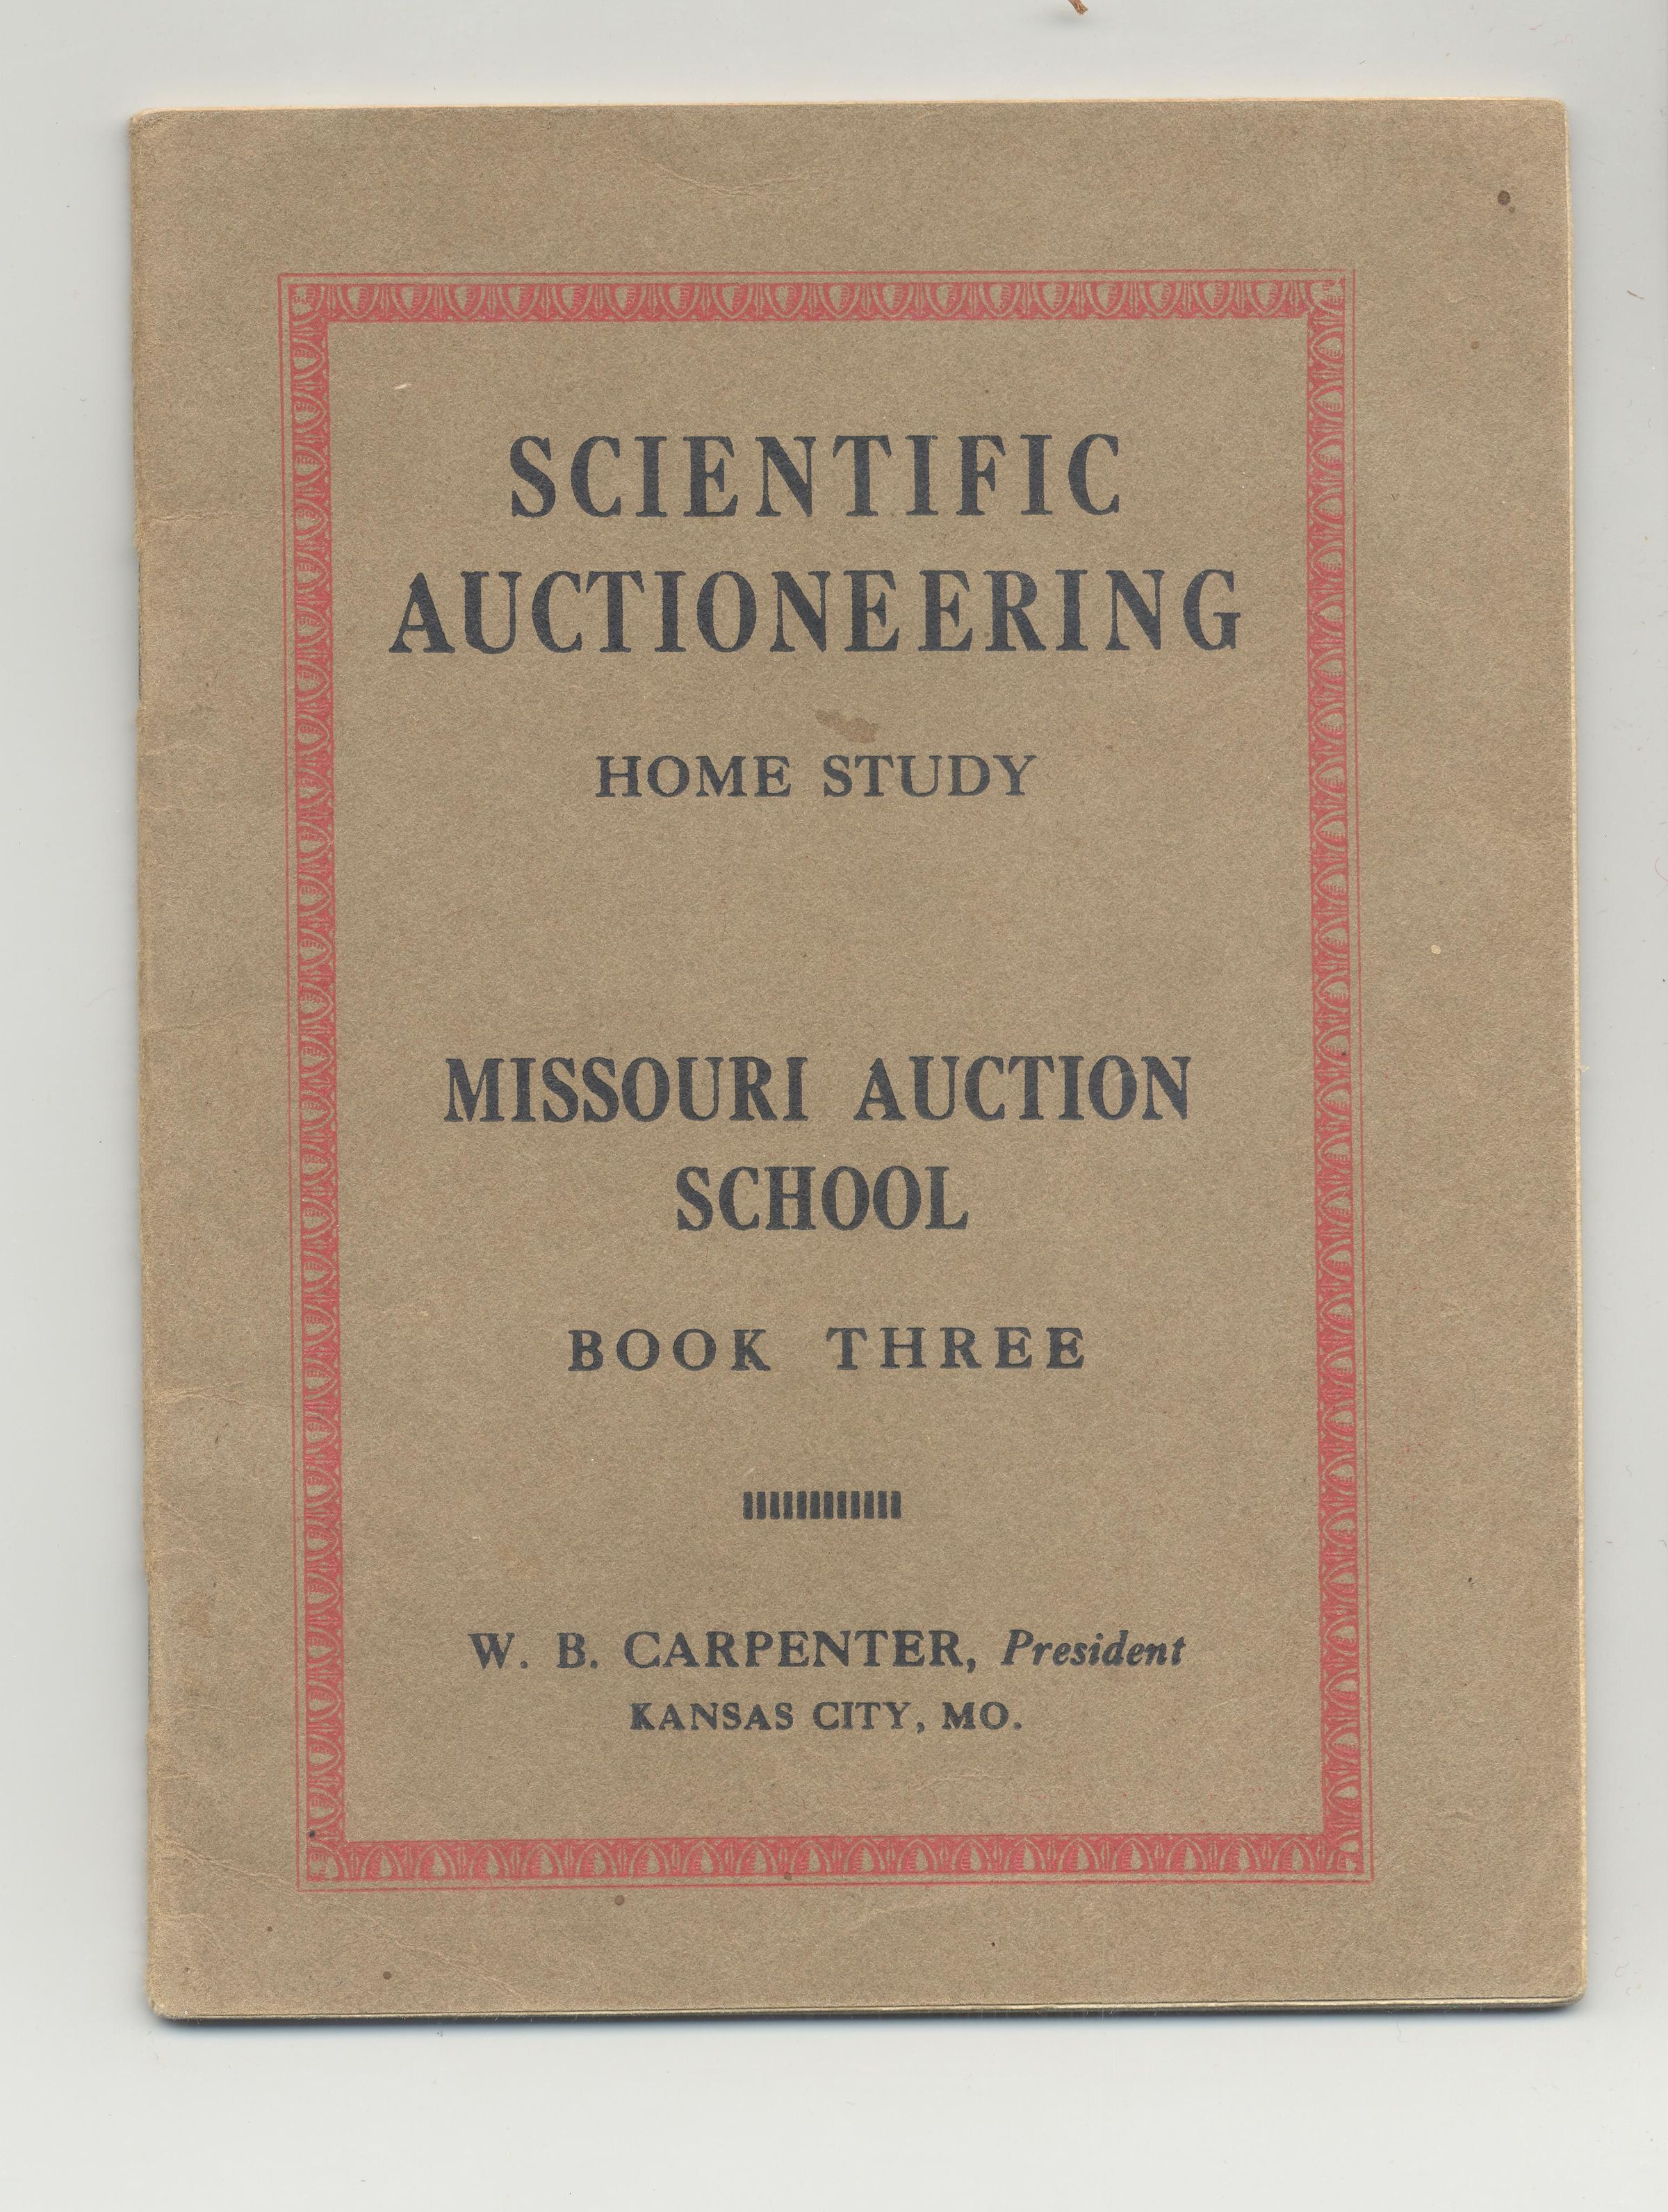 SCIENTIFIC
AUCTIONEERING
HOME STUDY
MISSOURI AUCTION
SCHOOL
BOOK THREE
W. B. CARPENTER, President
KANSAS CITY, MO.